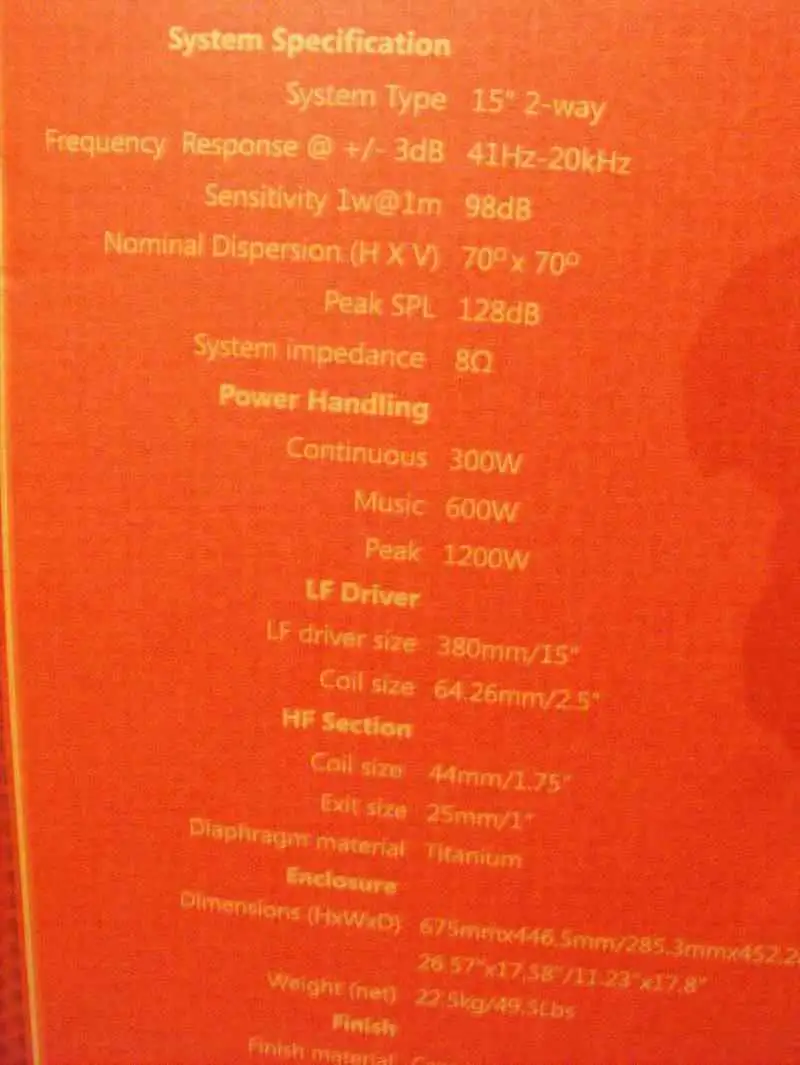 System Specification
System Type 15" 2-way
Frequency Response @ +/- 3dB 41Hz-20kHz
Sensitivity 1w@1m 98dB
Nominal Dispersion (H X V) 70º x 70º
Peak SPL 128dB
System impedance 8Ω
Power Handling
Continuous 300W
Music 600W
Peak 1200W
LF Driver
LF driver size 380mm/15"
Coil size 64.26mm/2.5"
HF Section
Coil size 44mm/1.75"
Exit size 25mm/1"
Diaphragm material Titanium
Enclosure
Dimensions (HxWxD) 675mmx446.5mm/285.3mmx452.2
26.57"x17.58"/11.23"x17.8"
Weight (net) 22.5kg/49.5Lbs
Finish
Finish material